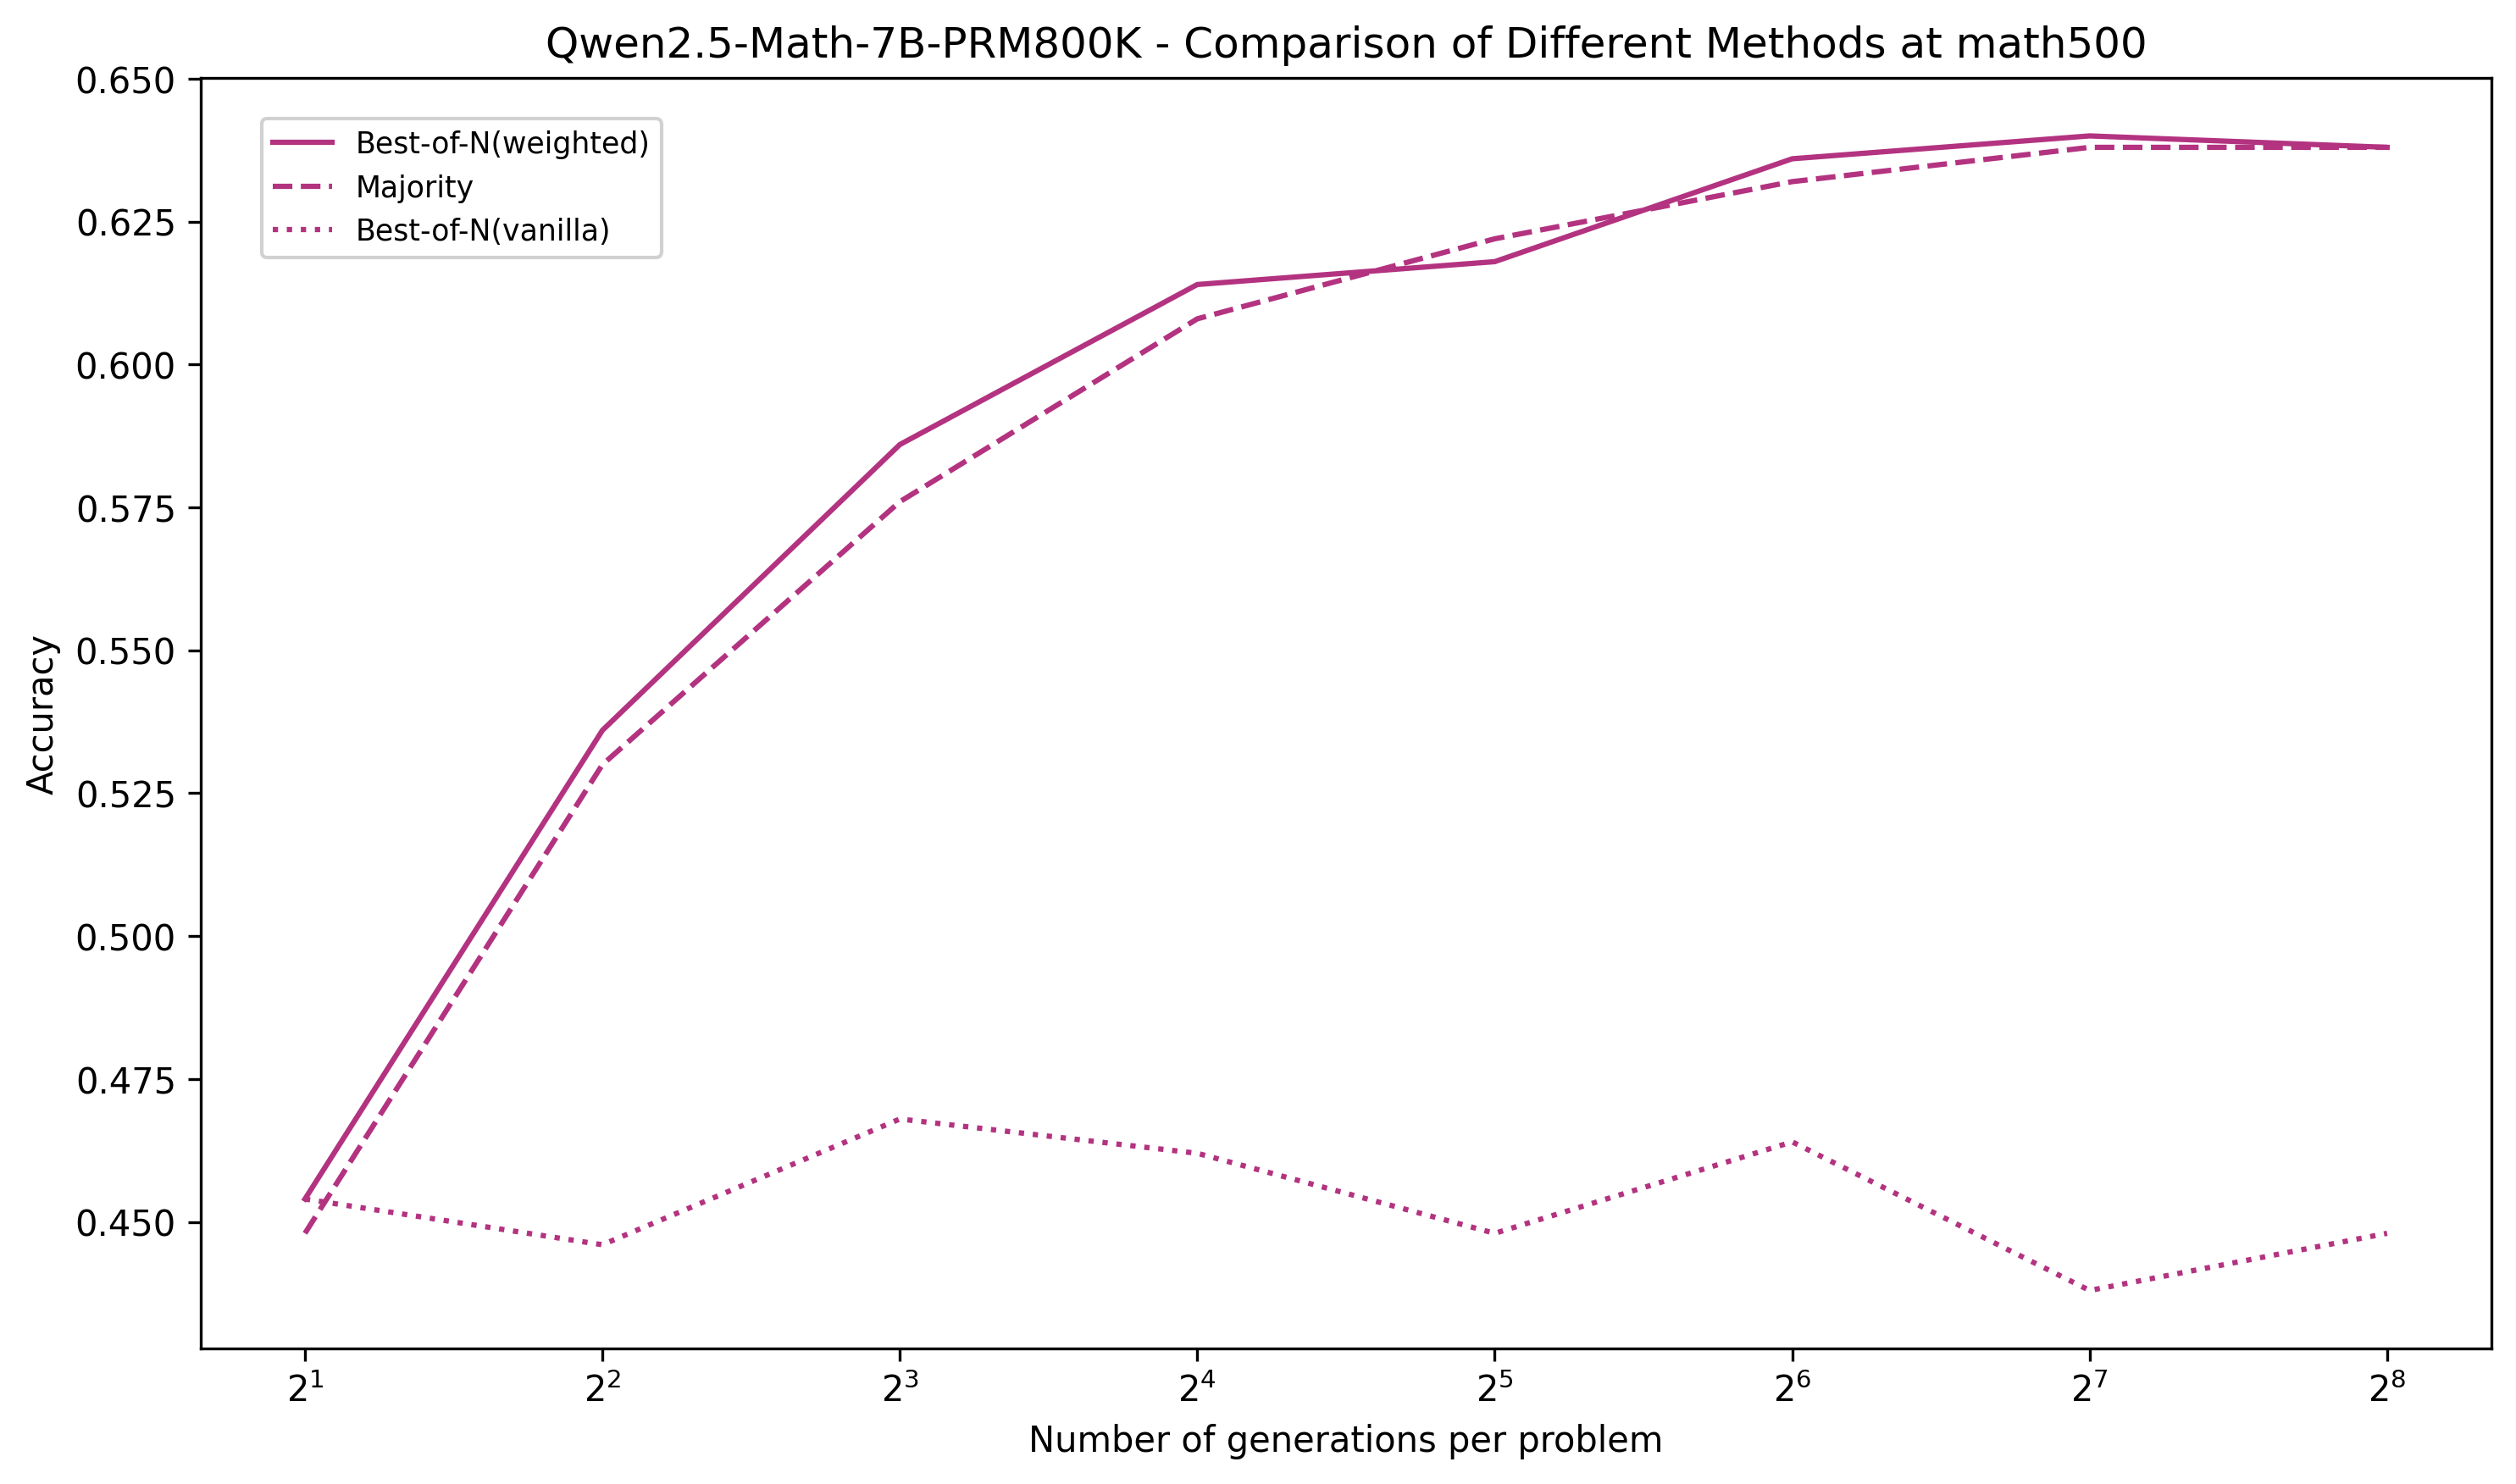 Qwen2.5-Math-7B-PRM800K - Comparison of Different Methods at math500
0.650
0.625
0.600
0.575
0.550
0.525
0.500
0.475
0.450
Accuracy
Best-of-N(weighted)
Majority
Best-of-N(vanilla)
2¹ 2² 2³ 2⁴ 2⁵ 2⁶ 2⁷ 2⁸
Number of generations per problem